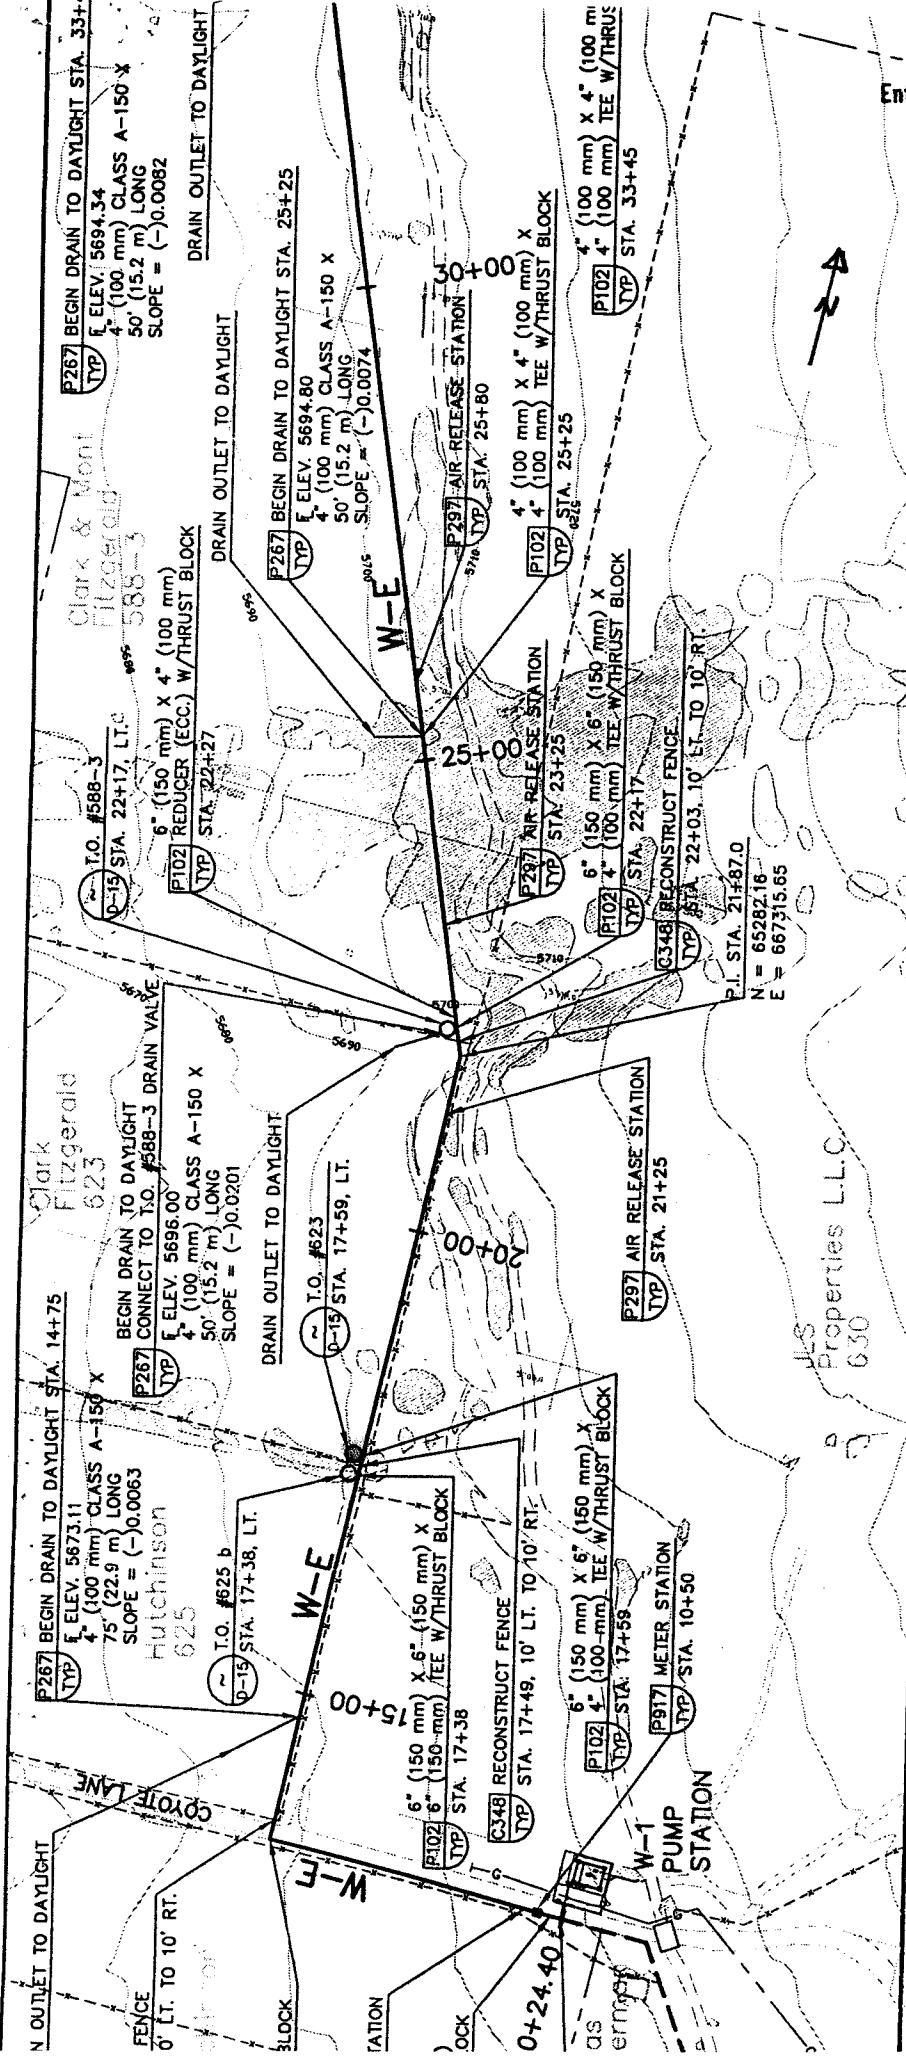 P267 BEGIN DRAIN TO DAYLIGHT STA. 33+
TYP
FL ELEV. 5694.34
4" (100 mm) CLASS A-150 X
50' (15.2 m) LONG
SLOPE = (-)0.0082
DRAIN OUTLET TO DAYLIGHT
4" (100 mm) X 4" (100
P102 4" (100 mm) TEE W/THRUS
TYP STA. 33+45
30+00
N
Clark & Mont
Fitzgerald
588-3
DRAIN OUTLET TO DAYLIGHT
P267 BEGIN DRAIN TO DAYLIGHT STA. 25+25
TYP
FL ELEV. 5694.80
4" (100 mm) CLASS A-150 X
50' (15.2 m) LONG
SLOPE = (-)0.0074
P297 AIR RELEASE STATION
TYP STA. 25+80
4" (100 mm) X 4" (100 mm) X
P102 4" (100 mm) TEE W/THRUST BLOCK
TYP STA. 25+25
5690
5700
5710
5720
W-E
~ T.O. #588-3
D-15 STA. 22+17, LT.
6" (150 mm) X 4" (100 mm)
P102 REDUCER (ECC.) W/THRUST BLOCK
TYP STA. 22+27
25+00
P297 AIR RELEASE STATION
TYP STA. 23+25
6" (150 mm) X 6" (150 mm) X
P102 4" (100 mm) TEE W/THRUST BLOCK
TYP STA. 22+17
C348 RECONSTRUCT FENCE
TYP STA. 22+03, 10' LT. TO 10' RT.
P.I. STA. 21+87.0
N = 65282.16
E = 667315.65
5670
5690
5700
5710
Clark
Fitzgerald
623
BEGIN DRAIN TO DAYLIGHT
P267 CONNECT TO T.O. #588-3 DRAIN VALVE
TYP
FL ELEV. 5696.00
4" (100 mm) CLASS A-150 X
50' (15.2 m) LONG
SLOPE = (-)0.0201
DRAIN OUTLET TO DAYLIGHT
~ T.O. #623
D-15 STA. 17+59, LT.
20+00
P297 AIR RELEASE STATION
TYP STA. 21+25
JLS
Properties L.L.C.
630
P267 BEGIN DRAIN TO DAYLIGHT STA. 14+75
TYP
FL ELEV. 5673.11
4" (100 mm) CLASS A-150 X
75' (22.9 m) LONG
SLOPE = (-)0.0063
Hutchinson
625
~ T.O. #625 b
D-15 STA. 17+38, LT.
W-E
15+00
6" (150 mm) X 6" (150 mm) X
P102 6" (150 mm) TEE W/THRUST BLOCK
TYP STA. 17+38
C348 RECONSTRUCT FENCE
TYP STA. 17+49, 10' LT. TO 10' RT.
6" (150 mm) X 6" (150 mm) X
P102 4" (100 mm) TEE W/THRUST BLOCK
TYP STA. 17+59
P917 METER STATION
TYP STA. 10+50
COYOTE LANE
W-E
W-1
PUMP
STATION
OUTLET TO DAYLIGHT
FENCE
LT. TO 10' RT.
BLOCK
0+24.40